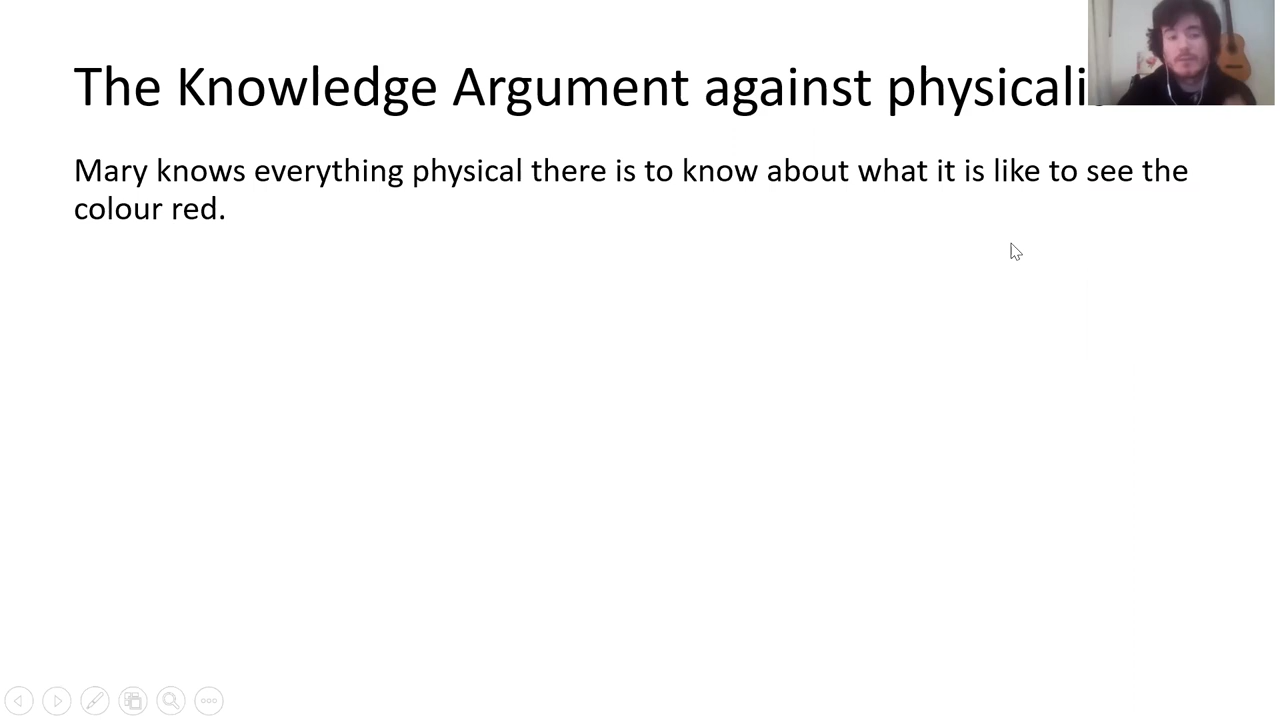 The Knowledge Argument against physicali
Mary knows everything physical there is to know about what it is like to see the
colour red.